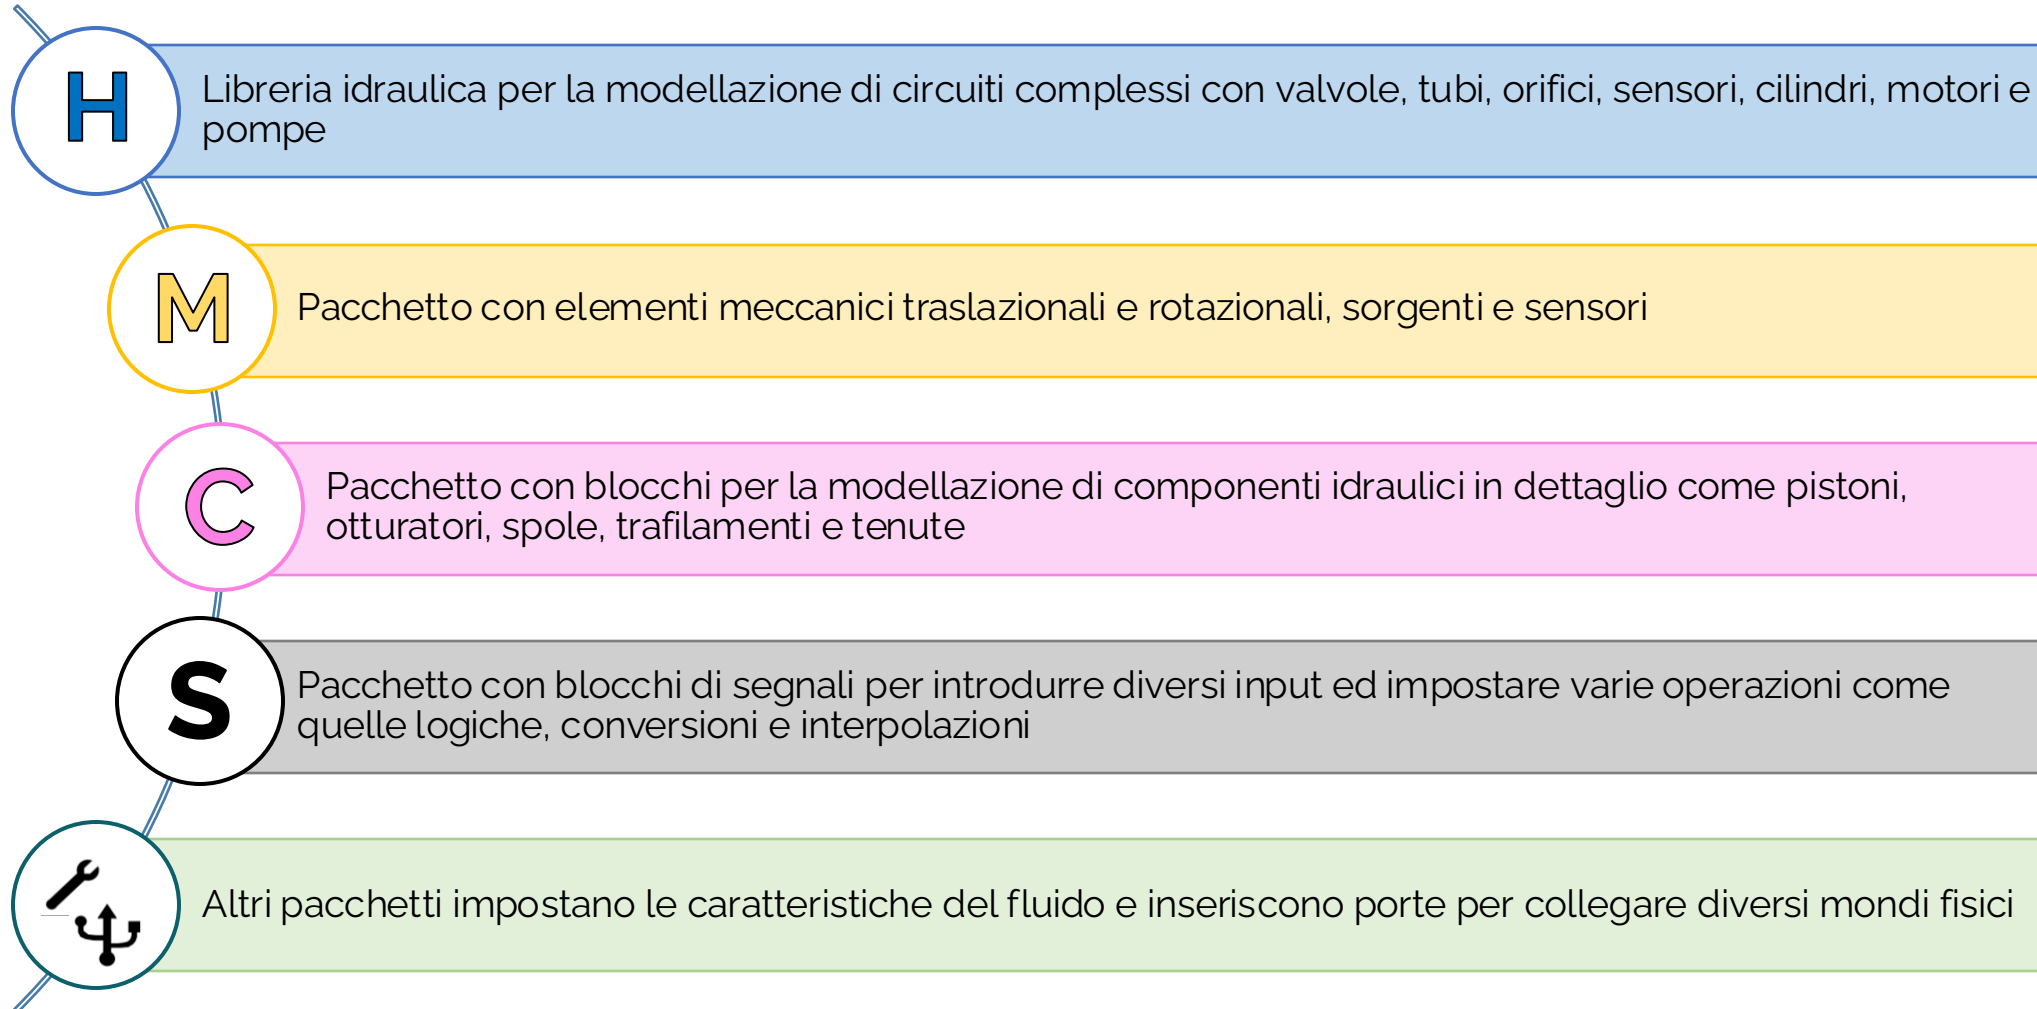 H
Libreria idraulica per la modellazione di circuiti complessi con valvole, tubi, orifici, sensori, cilindri, motori e
pompe
M
Pacchetto con elementi meccanici traslazionali e rotazionali, sorgenti e sensori
C
Pacchetto con blocchi per la modellazione di componenti idraulici in dettaglio come pistoni,
otturatori, spole, trafilamenti e tenute
S
Pacchetto con blocchi di segnali per introdurre diversi input ed impostare varie operazioni come
quelle logiche, conversioni e interpolazioni
Altri pacchetti impostano le caratteristiche del fluido e inseriscono porte per collegare diversi mondi fisici